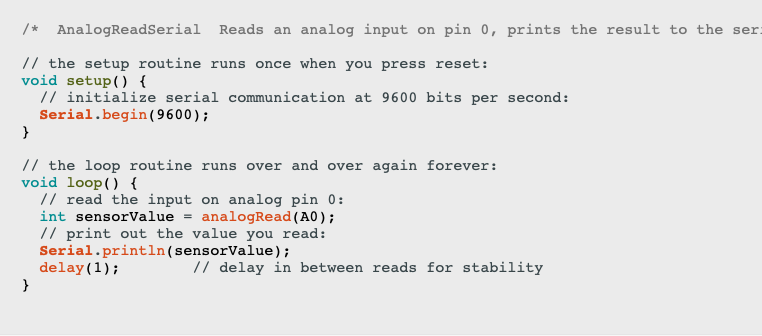 /*  AnalogReadSerial  Reads an analog input on pin 0, prints the result to the
// the setup routine runs once when you press reset:
void setup() {
  // initialize serial communication at 9600 bits per second:
  Serial.begin(9600);
}
// the loop routine runs over and over again forever:
void loop() {
  // read the input on analog pin 0:
  int sensorValue = analogRead(A0);
  // print out the value you read:
  Serial.println(sensorValue);
  delay(1);        // delay in between reads for stability
}